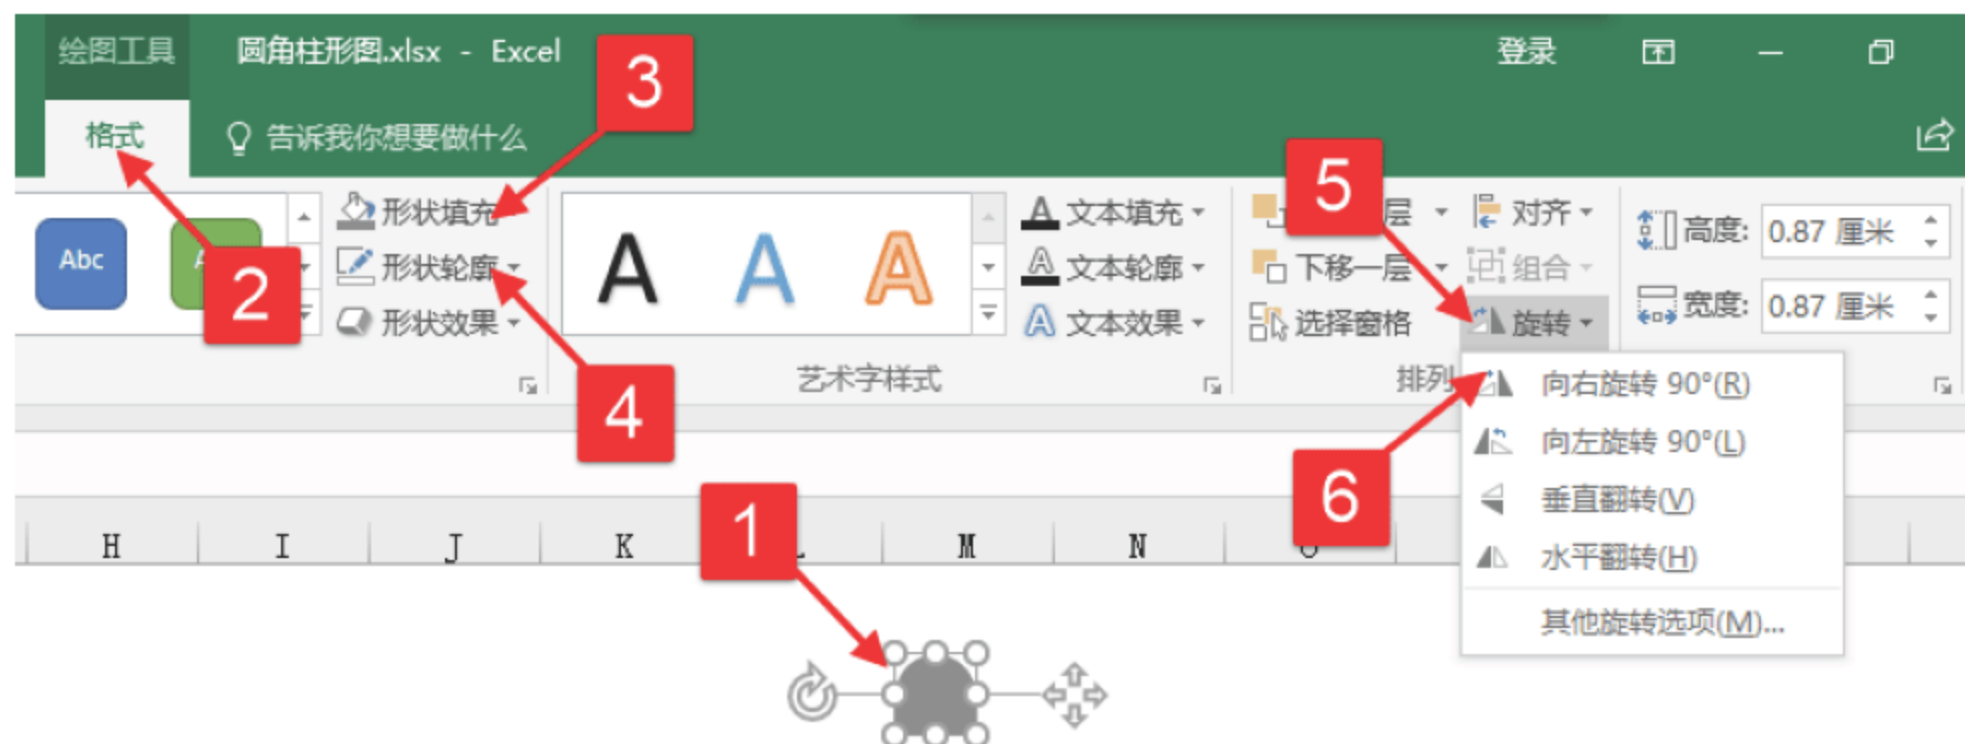 绘图工具 圆角柱形图.xlsx - Excel 登录
3
格式 告诉我你想要做什么
5
形状填充 文本填充 层 对齐 高度: 0.87 厘米
Abc
形状轮廓 A A A 文本轮廓 下移一层 组合
2
形状效果 文本效果 选择窗格 旋转 宽度: 0.87 厘米
艺术字样式 排列
4
向右旋转 90°(R)
向左旋转 90°(L)
6
垂直翻转(V)
1
H I J K M N
水平翻转(H)
其他旋转选项(M)...